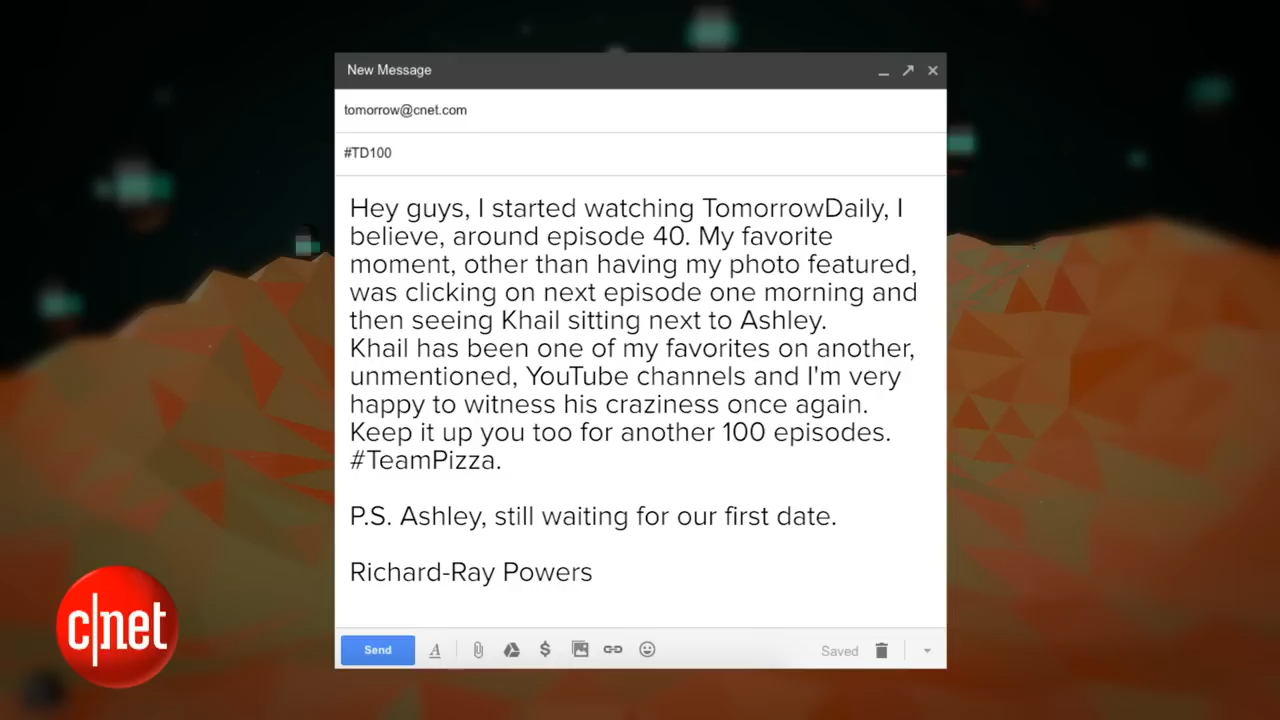 New Message
tomorrow@cnet.com
#TD100
Hey guys, I started watching TomorrowDaily, I
believe, around episode 40. My favorite
moment, other than having my photo featured,
was clicking on next episode one morning and
then seeing Khail sitting next to Ashley.
Khail has been one of my favorites on another,
unmentioned, YouTube channels and I'm very
happy to witness his craziness once again.
Keep it up you too for another 100 episodes.
#TeamPizza.
P.S. Ashley, still waiting for our first date.
Richard-Ray Powers
Send
Saved
c|net